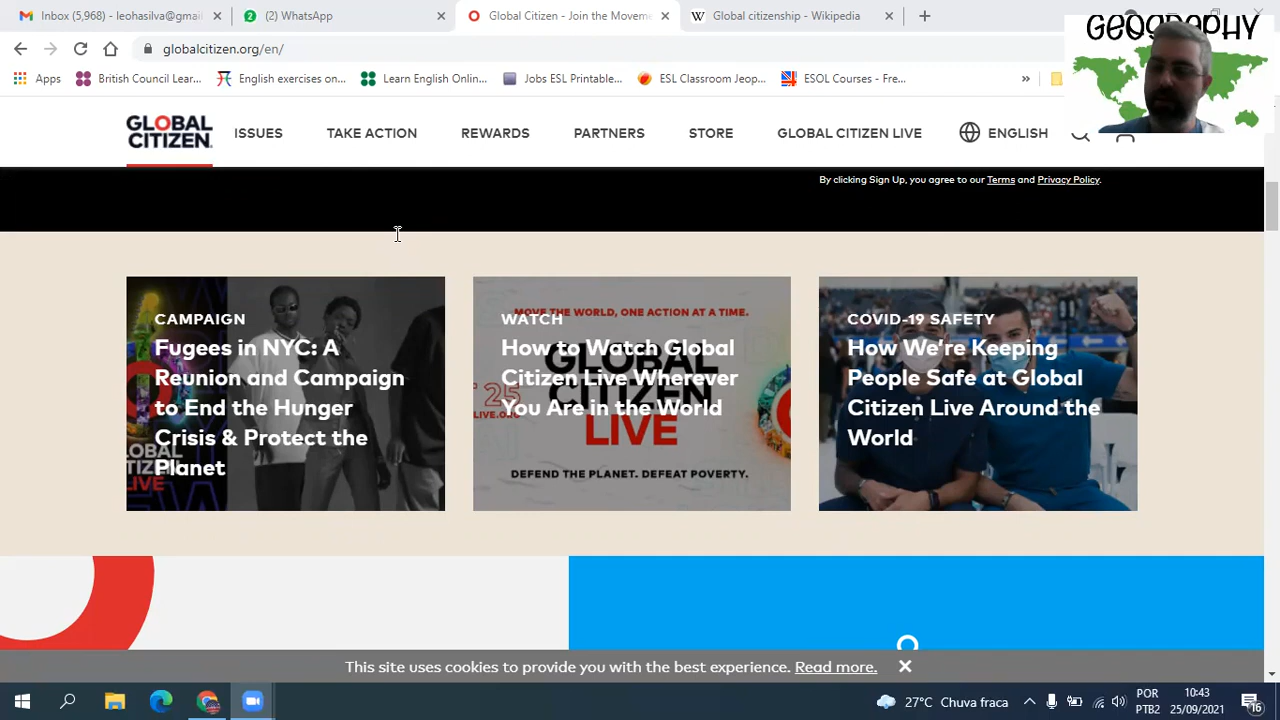 Inbox (5,968) - leohasilva@gmai
(2) WhatsApp
Global Citizen - Join the Movem
Global citizenship - Wikipedia
globalcitizen.org/en/
Apps
British Council Lear...
English exercises on...
Learn English Onlin...
Jobs ESL Printable...
ESL Classroom Jeop...
ESOL Courses - Fre...
»
GEOGRAPHY
GLOBAL
CITIZEN.
ISSUES
TAKE ACTION
REWARDS
PARTNERS
STORE
GLOBAL CITIZEN LIVE
ENGLISH
By clicking Sign Up, you agree to our Terms and Privacy Policy.
CAMPAIGN
Fugees in NYC: A
Reunion and Campaign
to End the Hunger
Crisis & Protect the
Planet
LIVE
MOVE THE WORLD, ONE ACTION AT A TIME.
WATCH
How to Watch Global
Citizen Live Wherever
You Are in the World
GLOBAL
CITIZEN
LIVE
DEFEND THE PLANET. DEFEAT POVERTY.
COVID-19 SAFETY
How We're Keeping
People Safe at Global
Citizen Live Around the
World
This site uses cookies to provide you with the best experience. Read more.
27°C Chuva fraca
POR
PTB2
10:43
25/09/2021
16